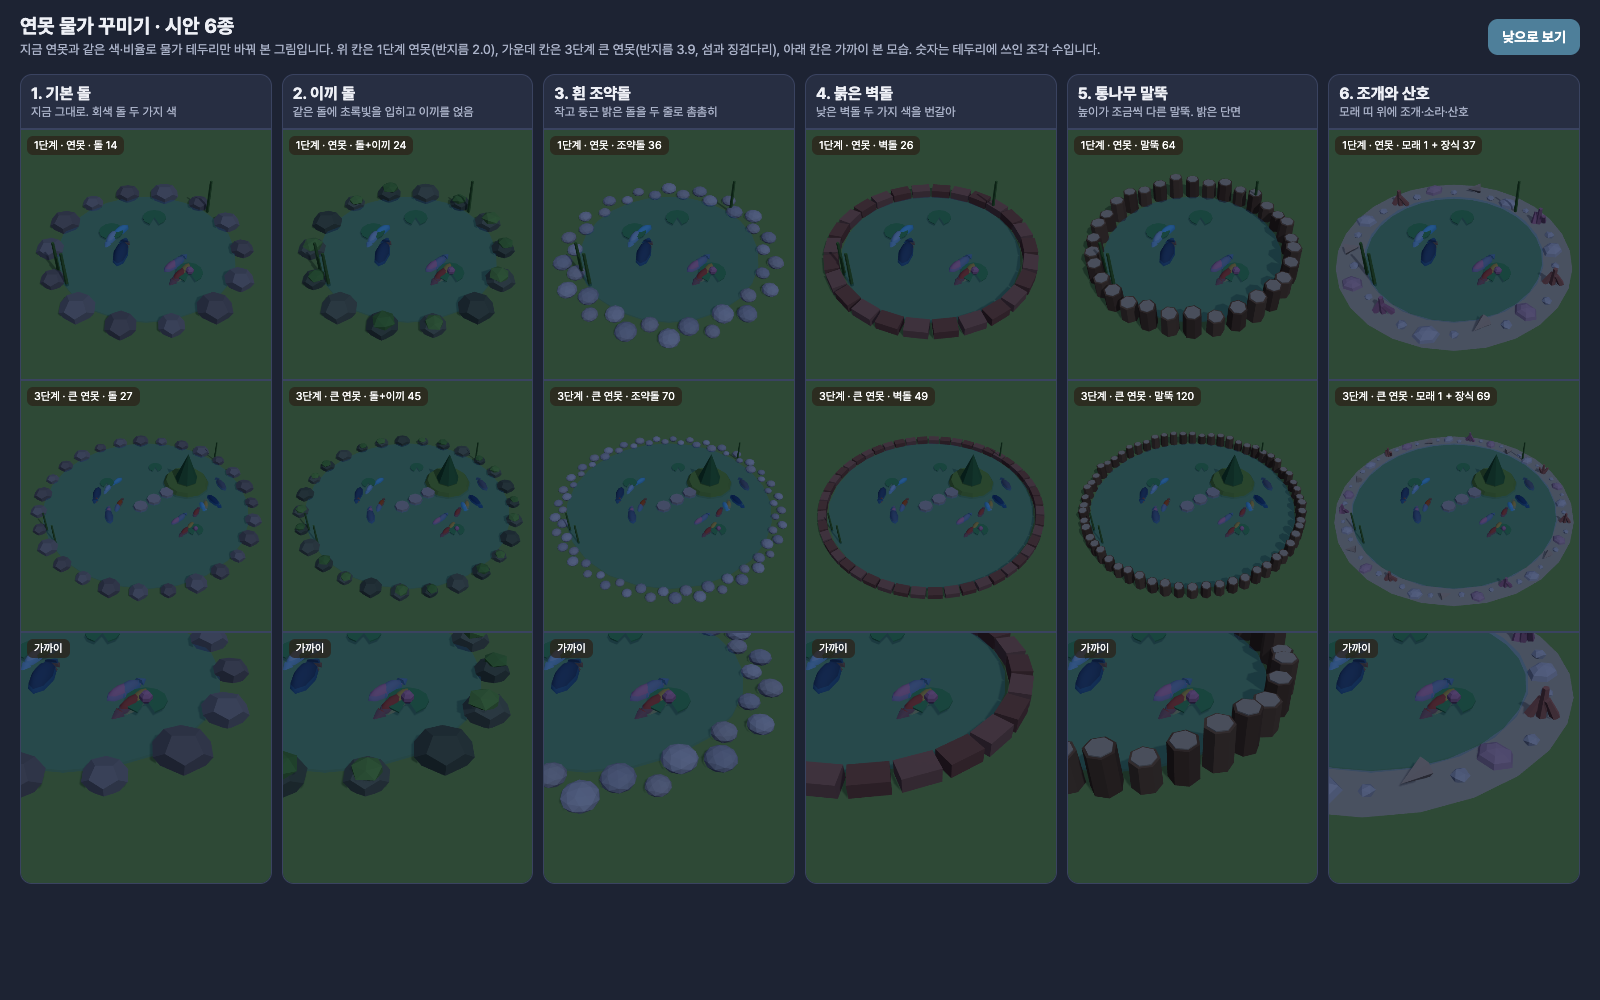 연못 물가 꾸미기 · 시안 6종
지금 연못과 같은 색·비율로 물가 테두리만 바꿔 본 그림입니다. 위 칸은 1단계 연못(반지름 2.0), 가운데 칸은 3단계 큰 연못(반지름 3.9, 섬과 징검다리), 아래 칸은 가까이 본 모습. 숫자는 테두리에 쓰인 조각 수입니다.
낮으로 보기
1. 기본 돌
지금 그대로. 회색 돌 두 가지 색
2. 이끼 돌
같은 돌에 초록빛을 입히고 이끼를 얹음
3. 흰 조약돌
작고 둥근 밝은 돌을 두 줄로 촘촘히
4. 붉은 벽돌
낮은 벽돌 두 가지 색을 번갈아
5. 통나무 말뚝
높이가 조금씩 다른 말뚝. 밝은 단면
6. 조개와 산호
모래 띠 위에 조개·소라·산호
1단계 · 연못 · 돌 14
1단계 · 연못 · 돌+이끼 24
1단계 · 연못 · 조약돌 36
1단계 · 연못 · 벽돌 26
1단계 · 연못 · 말뚝 64
1단계 · 연못 · 모래 1 + 장식 37
3단계 · 큰 연못 · 돌 27
3단계 · 큰 연못 · 돌+이끼 45
3단계 · 큰 연못 · 조약돌 70
3단계 · 큰 연못 · 벽돌 49
3단계 · 큰 연못 · 말뚝 120
3단계 · 큰 연못 · 모래 1 + 장식 69
가까이
가까이
가까이
가까이
가까이
가까이